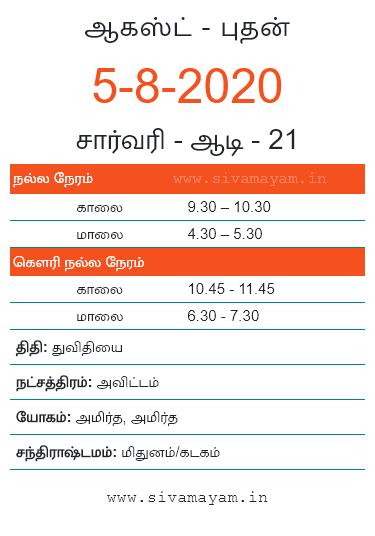 ஆகஸ்ட் - புதன்
5-8-2020
சார்வரி - ஆடி - 21
நல்ல நேரம் www.sivamayam.in
காலை 9.30 – 10.30
மாலை 4.30 – 5.30
கௌரி நல்ல நேரம்
காலை 10.45 - 11.45
மாலை 6.30 - 7.30
திதி: துவிதியை
நட்சத்திரம்: அவிட்டம்
யோகம்: அமிர்த, அமிர்த
சந்திராஷ்டமம்: மிதுனம்/கடகம்
www.sivamayam.in